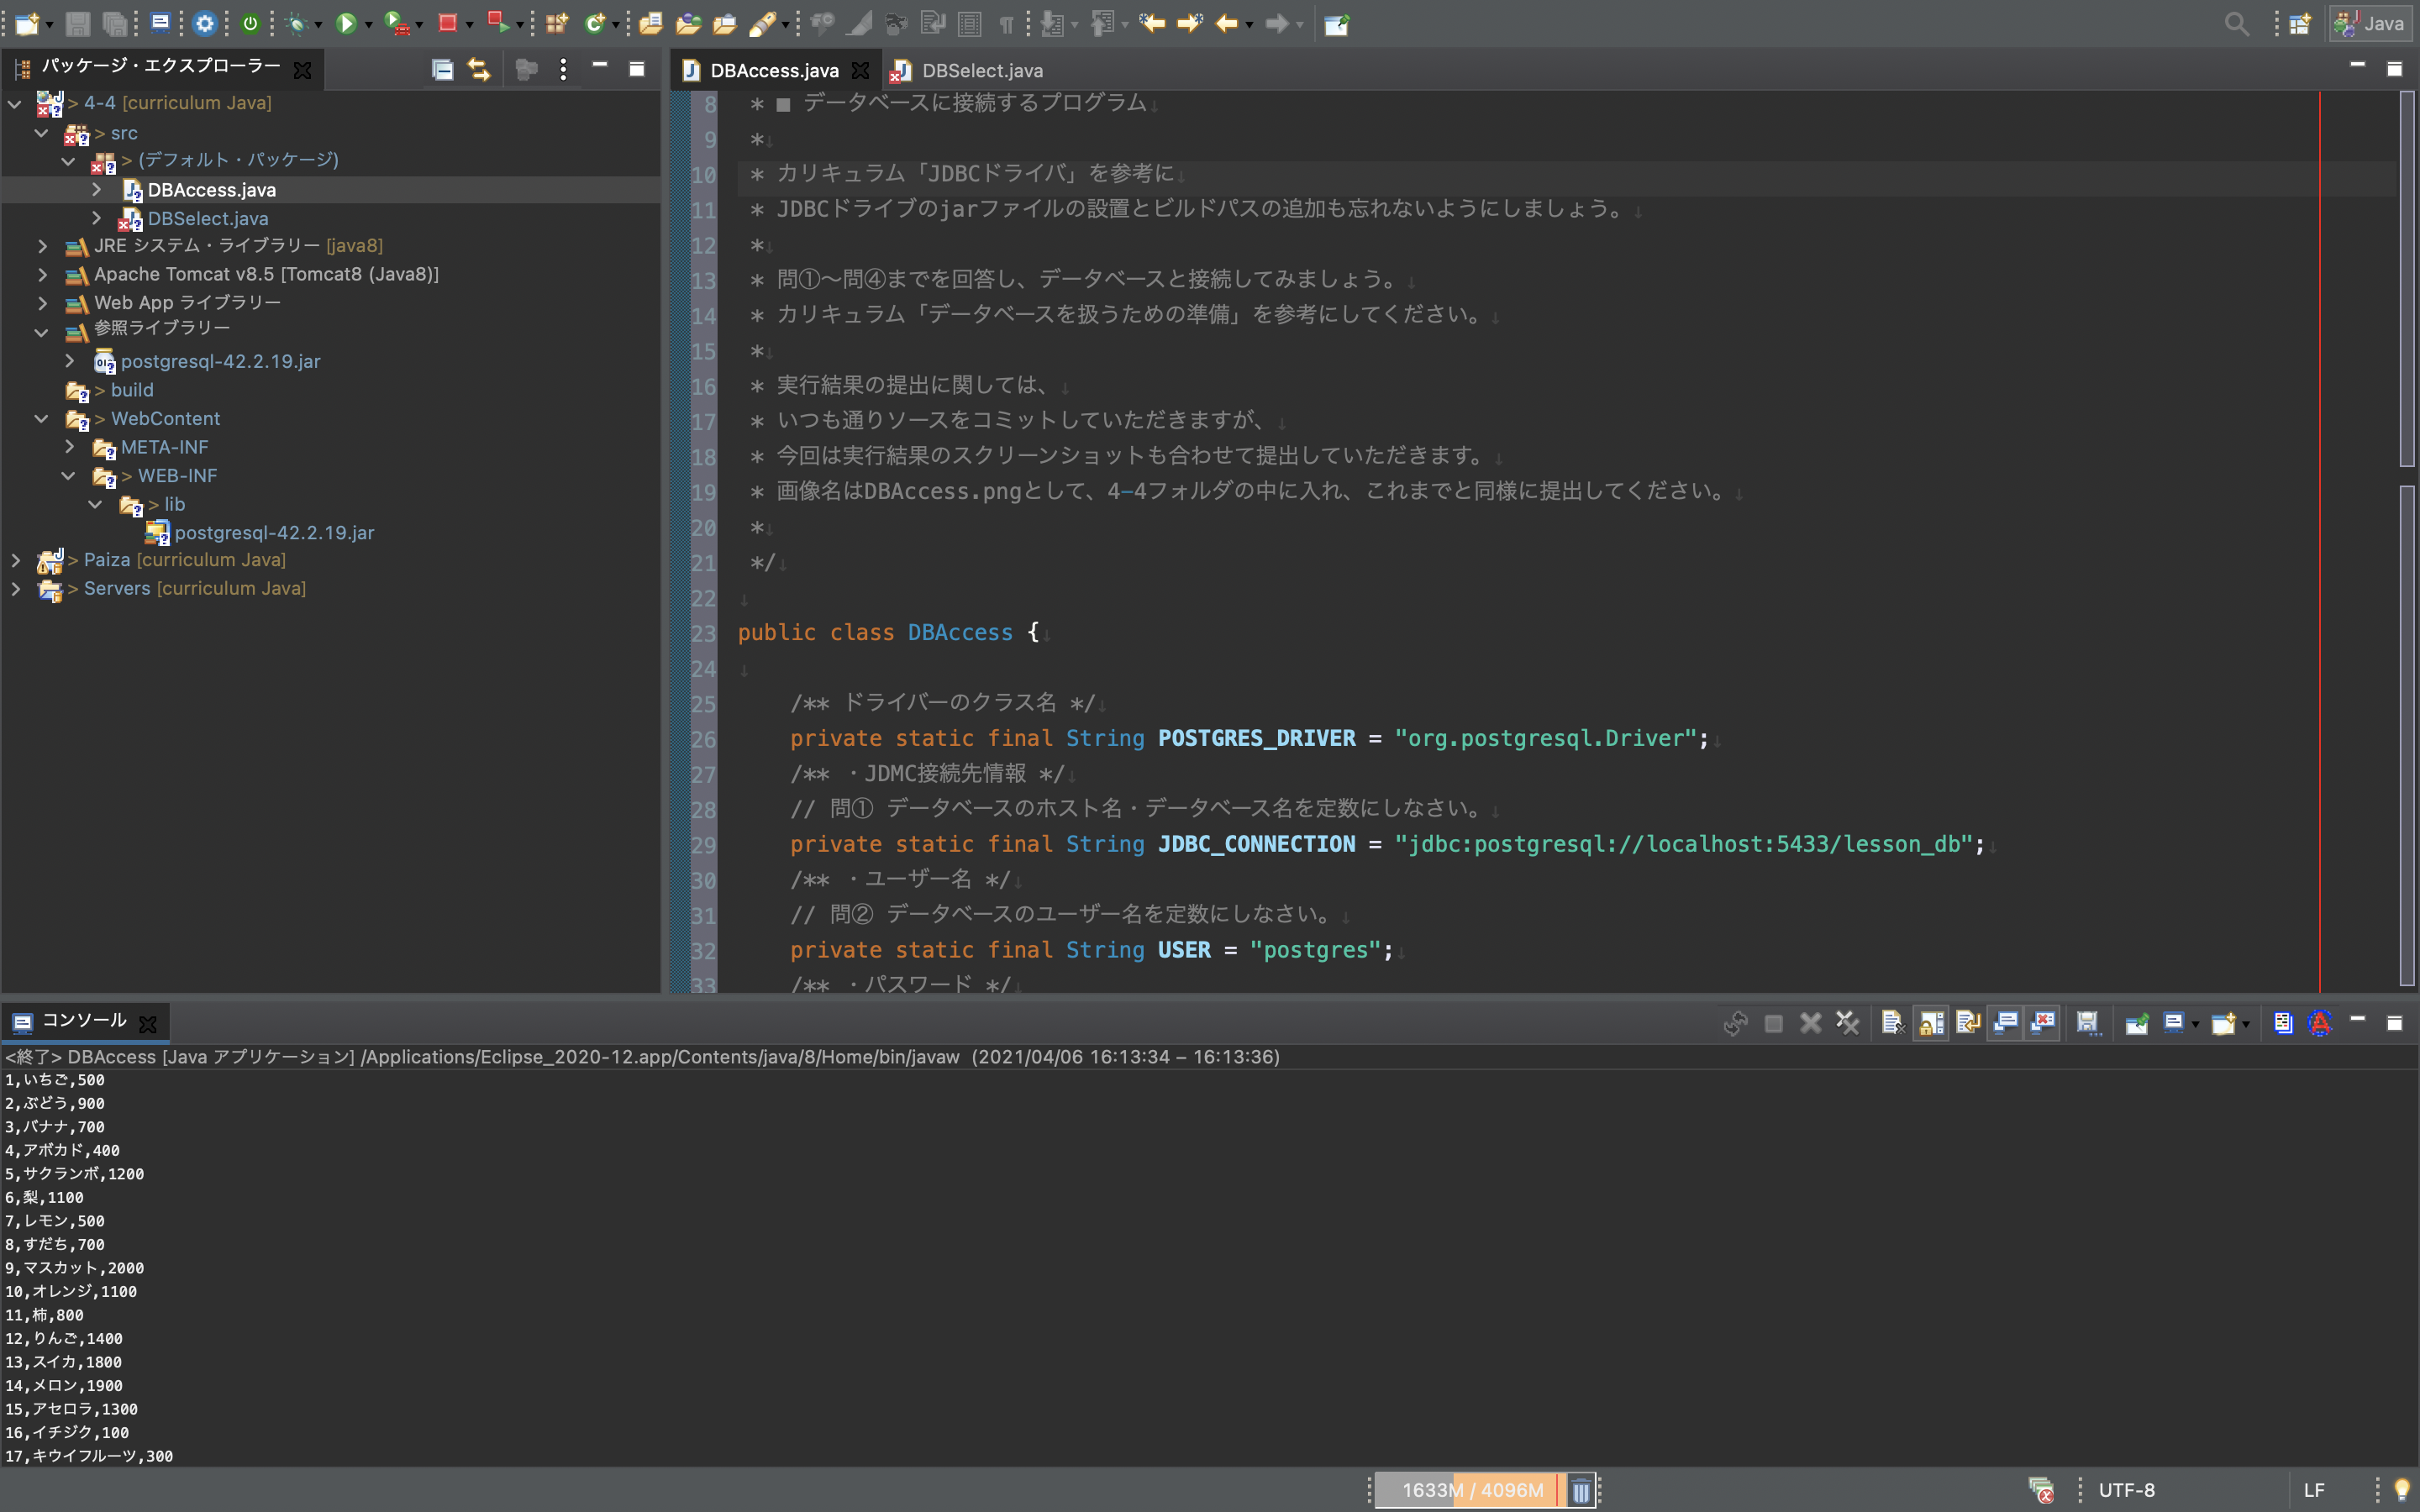 Java
パッケージ・エクスプローラー
> 4-4 [curriculum Java]
> src
> (デフォルト・パッケージ)
DBAccess.java
DBSelect.java
JRE システム・ライブラリー [java8]
Apache Tomcat v8.5 [Tomcat8 (Java8)]
Web App ライブラリー
参照ライブラリー
postgresql-42.2.19.jar
> build
> WebContent
META-INF
> WEB-INF
> lib
postgresql-42.2.19.jar
> Paiza [curriculum Java]
> Servers [curriculum Java]
DBAccess.java DBSelect.java
8 * ■ データベースに接続するプログラム
9 *
10 * カリキュラム「JDBCドライバ」を参考に
11 * JDBCドライブのjarファイルの設置とビルドパスの追加も忘れないようにしましょう。
12 *
13 * 問①〜問④までを回答し、データベースと接続してみましょう。
14 * カリキュラム「データベースを扱うための準備」を参考にしてください。
15 *
16 * 実行結果の提出に関しては、
17 * いつも通りソースをコミットしていただきますが、
18 * 今回は実行結果のスクリーンショットも合わせて提出していただきます。
19 * 画像名はDBAccess.pngとして、4-4フォルダの中に入れ、これまでと同様に提出してください。
20 *
21 */
22
23 public class DBAccess {
24
25 /** ドライバーのクラス名 */
26 private static final String POSTGRES_DRIVER = "org.postgresql.Driver";
27 /** ・JDMC接続先情報 */
28 // 問① データベースのホスト名・データベース名を定数にしなさい。
29 private static final String JDBC_CONNECTION = "jdbc:postgresql://localhost:5433/lesson_db";
30 /** ・ユーザー名 */
31 // 問② データベースのユーザー名を定数にしなさい。
32 private static final String USER = "postgres";
33 /** ・パスワード */
コンソール
<終了> DBAccess [Java アプリケーション] /Applications/Eclipse_2020-12.app/Contents/java/8/Home/bin/javaw (2021/04/06 16:13:34 – 16:13:36)
1,いちご,500
2,ぶどう,900
3,バナナ,700
4,アボカド,400
5,サクランボ,1200
6,梨,1100
7,レモン,500
8,すだち,700
9,マスカット,2000
10,オレンジ,1100
11,柿,800
12,りんご,1400
13,スイカ,1800
14,メロン,1900
15,アセロラ,1300
16,イチジク,100
17,キウイフルーツ,300
1633M / 4096M
UTF-8
LF